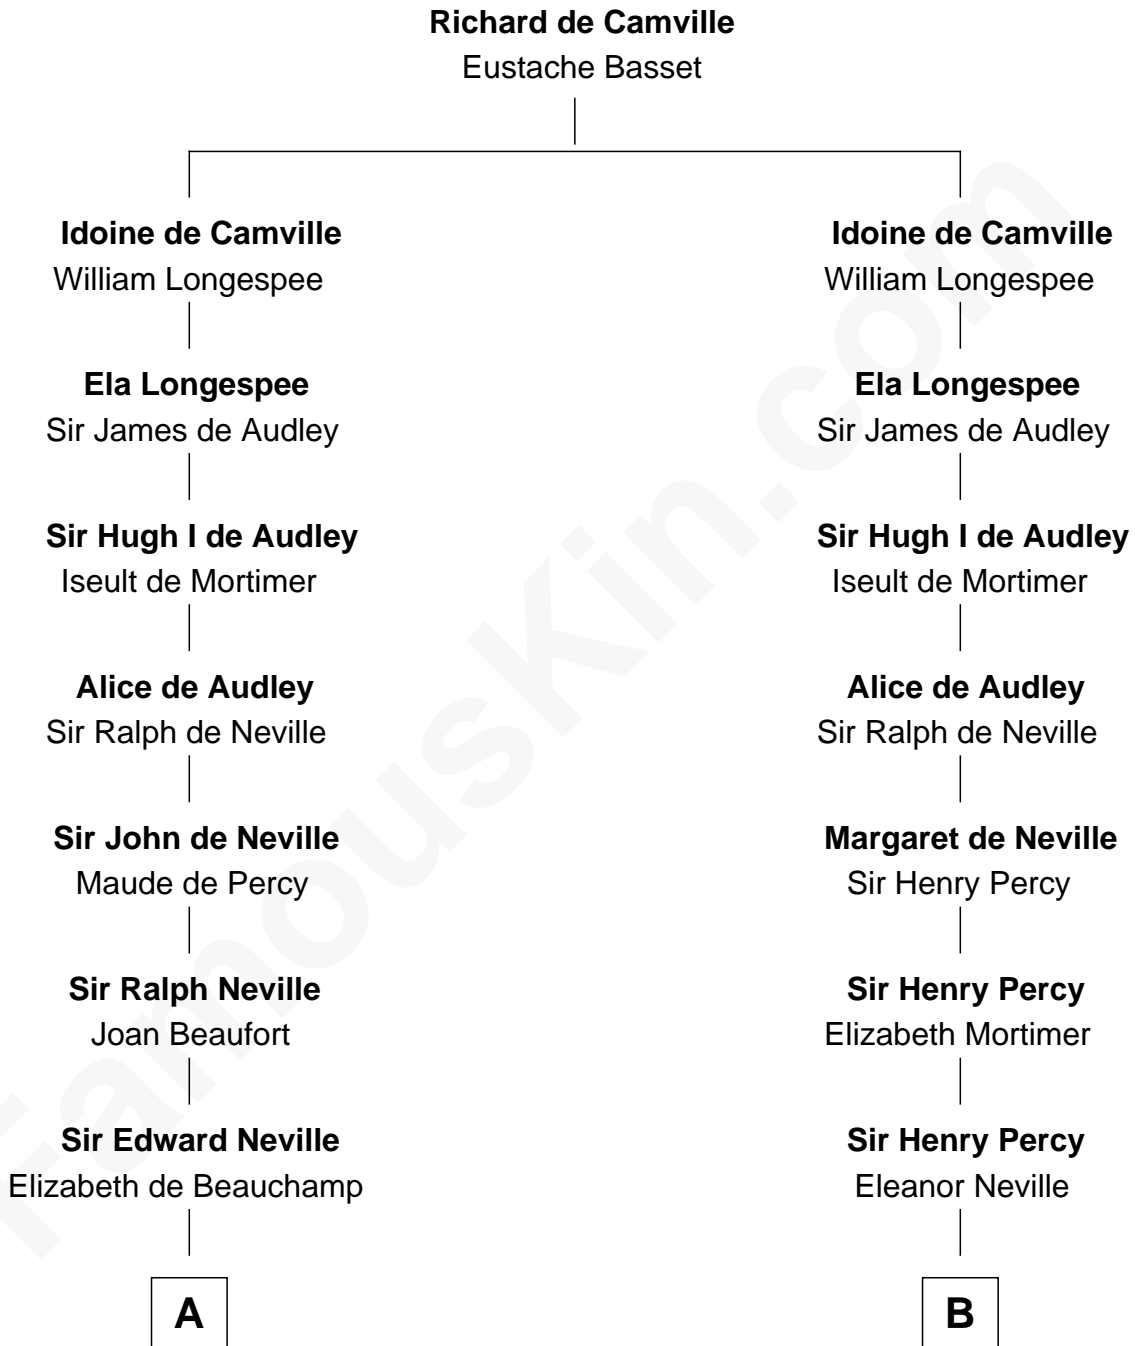 Richard de Camville
Eustache Basset
Idoine de Camville
William Longespee
Ela Longespee
Sir James de Audley
Sir Hugh I de Audley
Iseult de Mortimer
Alice de Audley
Sir Ralph de Neville
Sir John de Neville
Maude de Percy
Sir Ralph Neville
Joan Beaufort
Sir Edward Neville
Elizabeth de Beauchamp
A
Idoine de Camville
William Longespee
Ela Longespee
Sir James de Audley
Sir Hugh I de Audley
Iseult de Mortimer
Alice de Audley
Sir Ralph de Neville
Margaret de Neville
Sir Henry Percy
Sir Henry Percy
Elizabeth Mortimer
Sir Henry Percy
Eleanor Neville
B
FamousKin.com